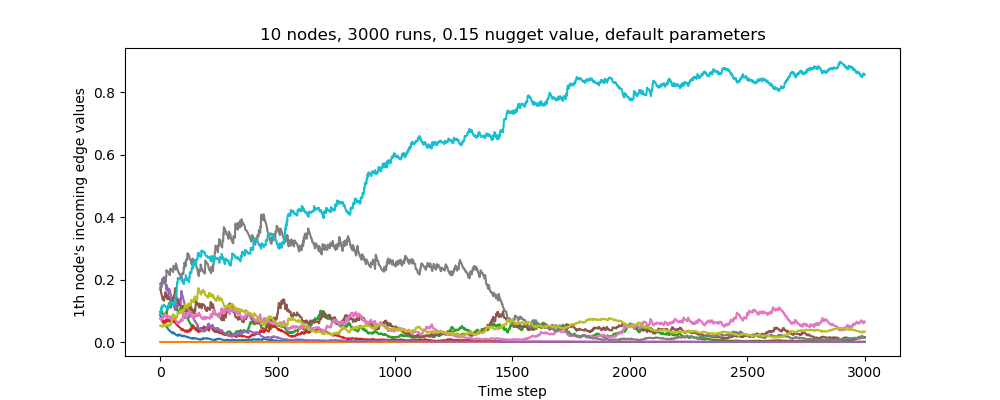 10 nodes, 3000 runs, 0.15 nugget value, default parameters
1th node's incoming edge values
0.8
0.6
0.4
0.2
0.0
0 500 1000 1500 2000 2500 3000
Time step